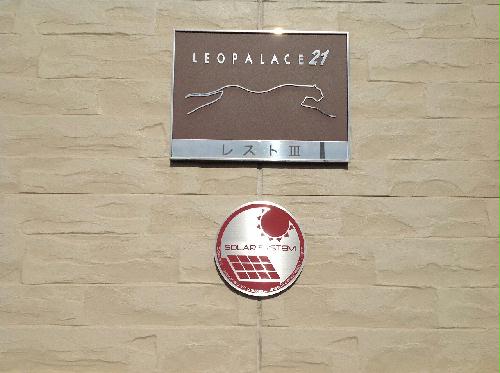 LEOPALACE21
レストIII
SOLAR SYSTEM